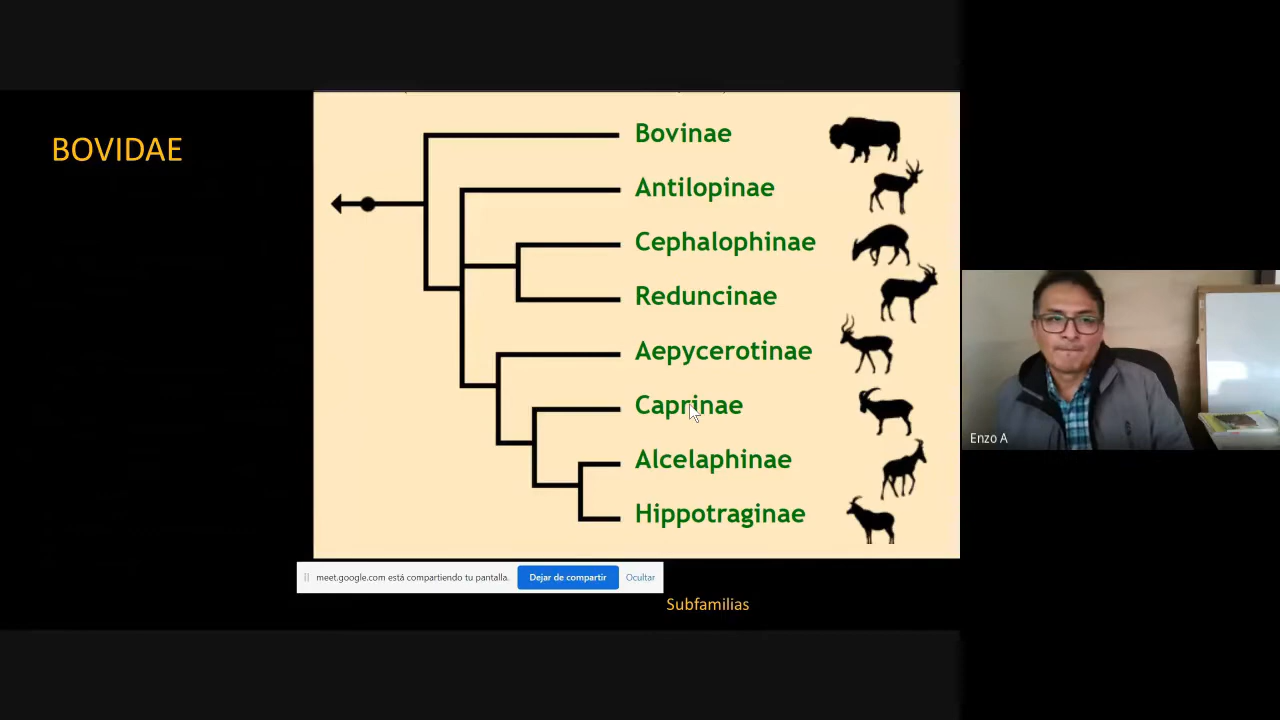 BOVIDAE
Bovinae
Antilopinae
Cephalophinae
Reduncinae
Aepycerotinae
Caprinae
Alcelaphinae
Hippotraginae
Enzo A
meet.google.com está compartiendo tu pantalla.
Dejar de compartir
Ocultar
Subfamilias